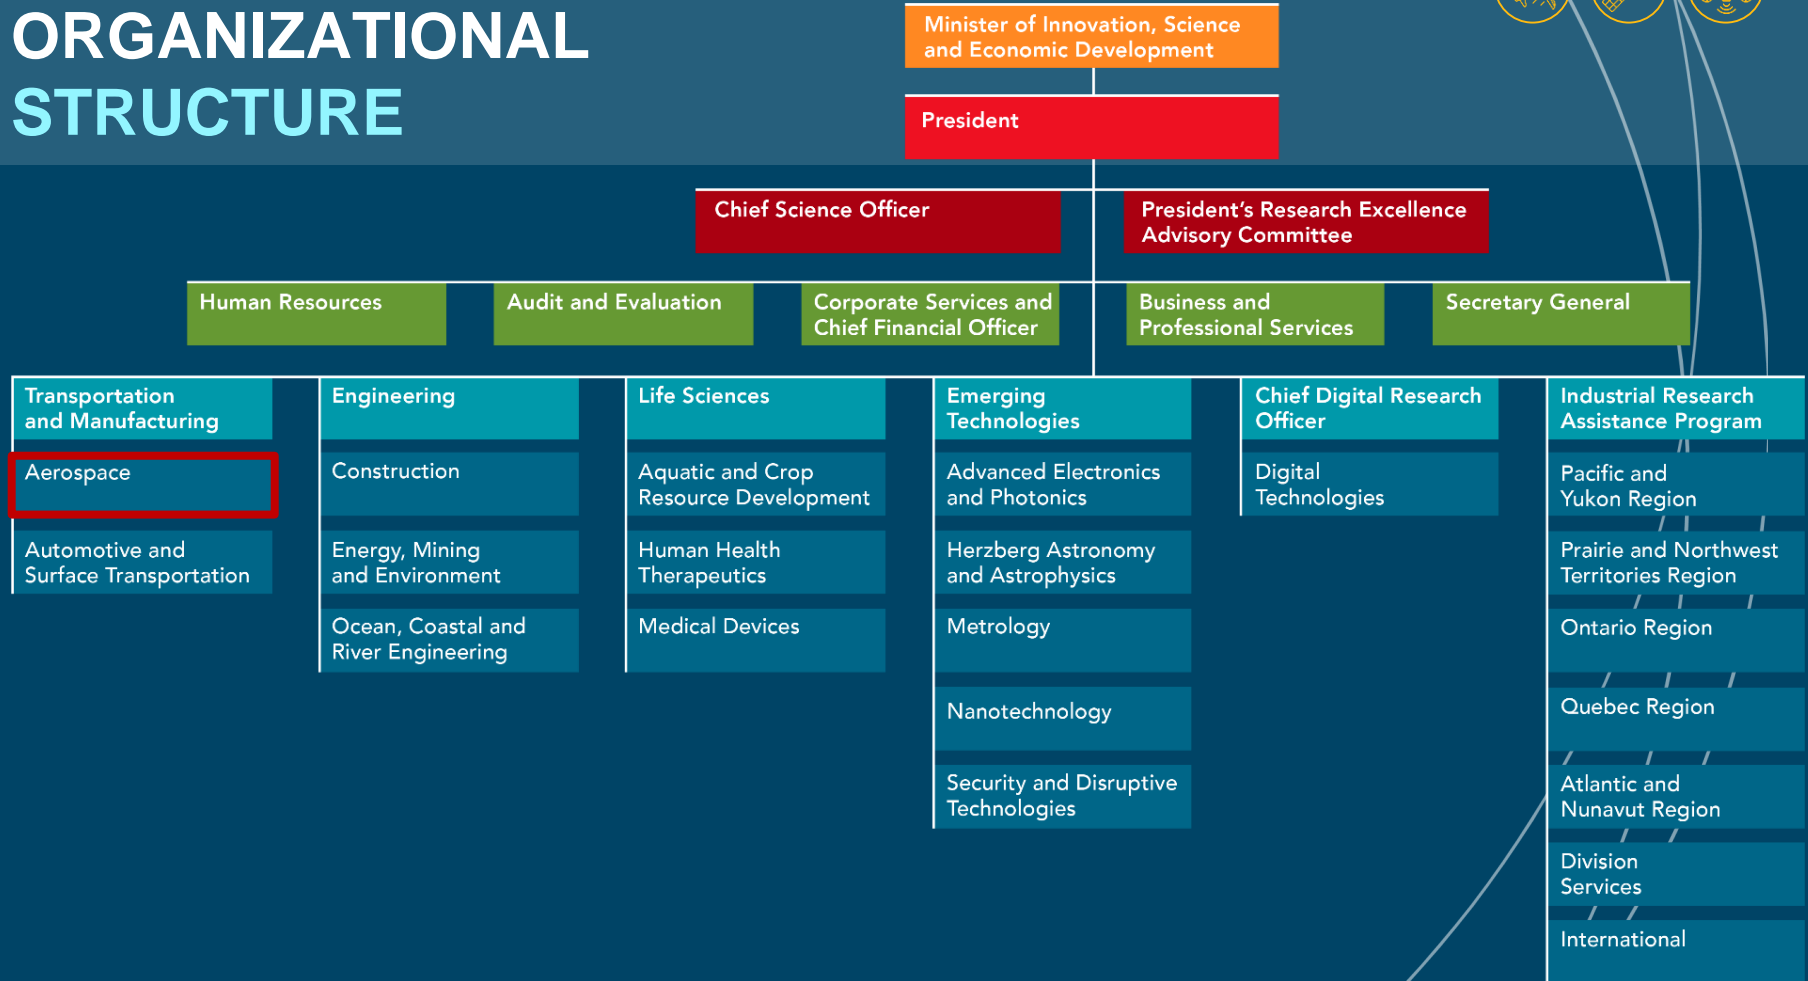 ORGANIZATIONAL
STRUCTURE
Minister of Innovation, Science
and Economic Development
President
Chief Science Officer
President’s Research Excellence
Advisory Committee
Human Resources
Audit and Evaluation
Corporate Services and
Chief Financial Officer
Business and
Professional Services
Secretary General
Transportation
and Manufacturing
Aerospace
Automotive and
Surface Transportation
Engineering
Construction
Energy, Mining
and Environment
Ocean, Coastal and
River Engineering
Life Sciences
Aquatic and Crop
Resource Development
Human Health
Therapeutics
Medical Devices
Emerging
Technologies
Advanced Electronics
and Photonics
Herzberg Astronomy
and Astrophysics
Metrology
Nanotechnology
Security and Disruptive
Technologies
Chief Digital Research
Officer
Digital
Technologies
Industrial Research
Assistance Program
Pacific and
Yukon Region
Prairie and Northwest
Territories Region
Ontario Region
Quebec Region
Atlantic and
Nunavut Region
Division
Services
International